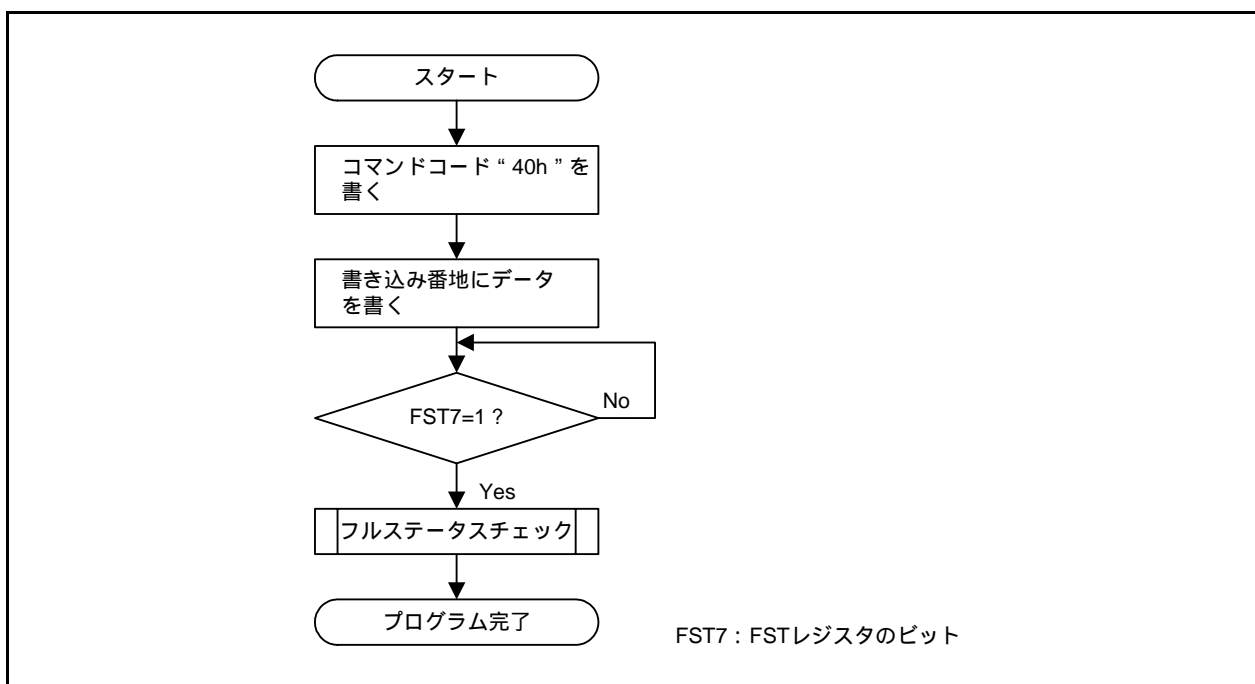 スタート
コマンドコード“ 40h ”を
書く
書き込み番地にデータ
を書く
FST7=1 ?
No
Yes
フルステータスチェック
プログラム完了
FST7 : FSTレジスタのビット